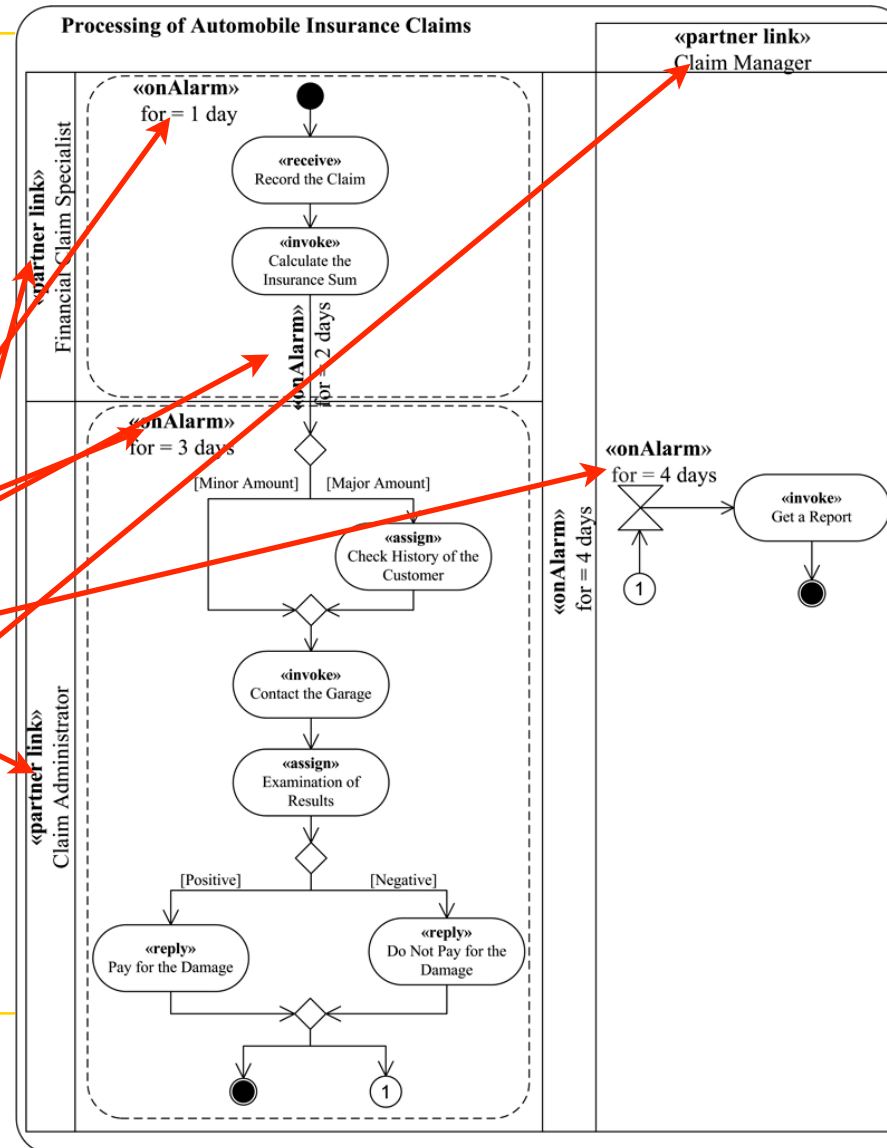 Processing of Automobile Insurance Claims
«partner link»
Claim Manager
«partner link»
Financial Claim Specialist
«onAlarm»
for = 1 day
«receive»
Record the Claim
«invoke»
Calculate the
Insurance Sum
«onAlarm»
for = 2 days
«partner link»
Claim Administrator
«onAlarm»
for = 3 days
[Minor Amount]
[Major Amount]
«assign»
Check History of the
Customer
«invoke»
Contact the Garage
«assign»
Examination of
Results
[Positive]
[Negative]
«reply»
Pay for the Damage
«reply»
Do Not Pay for the
Damage
1
«onAlarm»
for = 4 days
«onAlarm»
for = 4 days
«invoke»
Get a Report
1